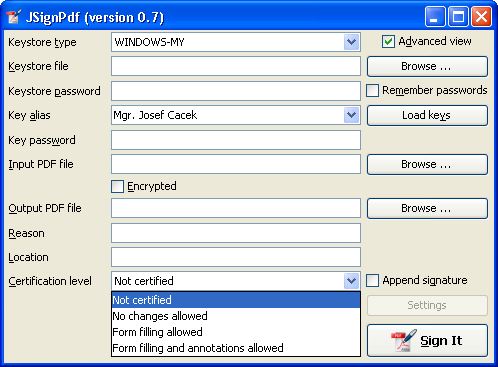 JSignPdf (version 0.7)
Keystore type WINDOWS-MY Advanced view
Keystore file Browse ...
Keystore password Remember passwords
Key alias Mgr. Josef Cacek Load keys
Key password
Input PDF file Browse ...
Encrypted
Output PDF file Browse ...
Reason
Location
Certification level Not certified Append signature
Not certified Settings
No changes allowed
Form filling allowed
Form filling and annotations allowed
Sign It